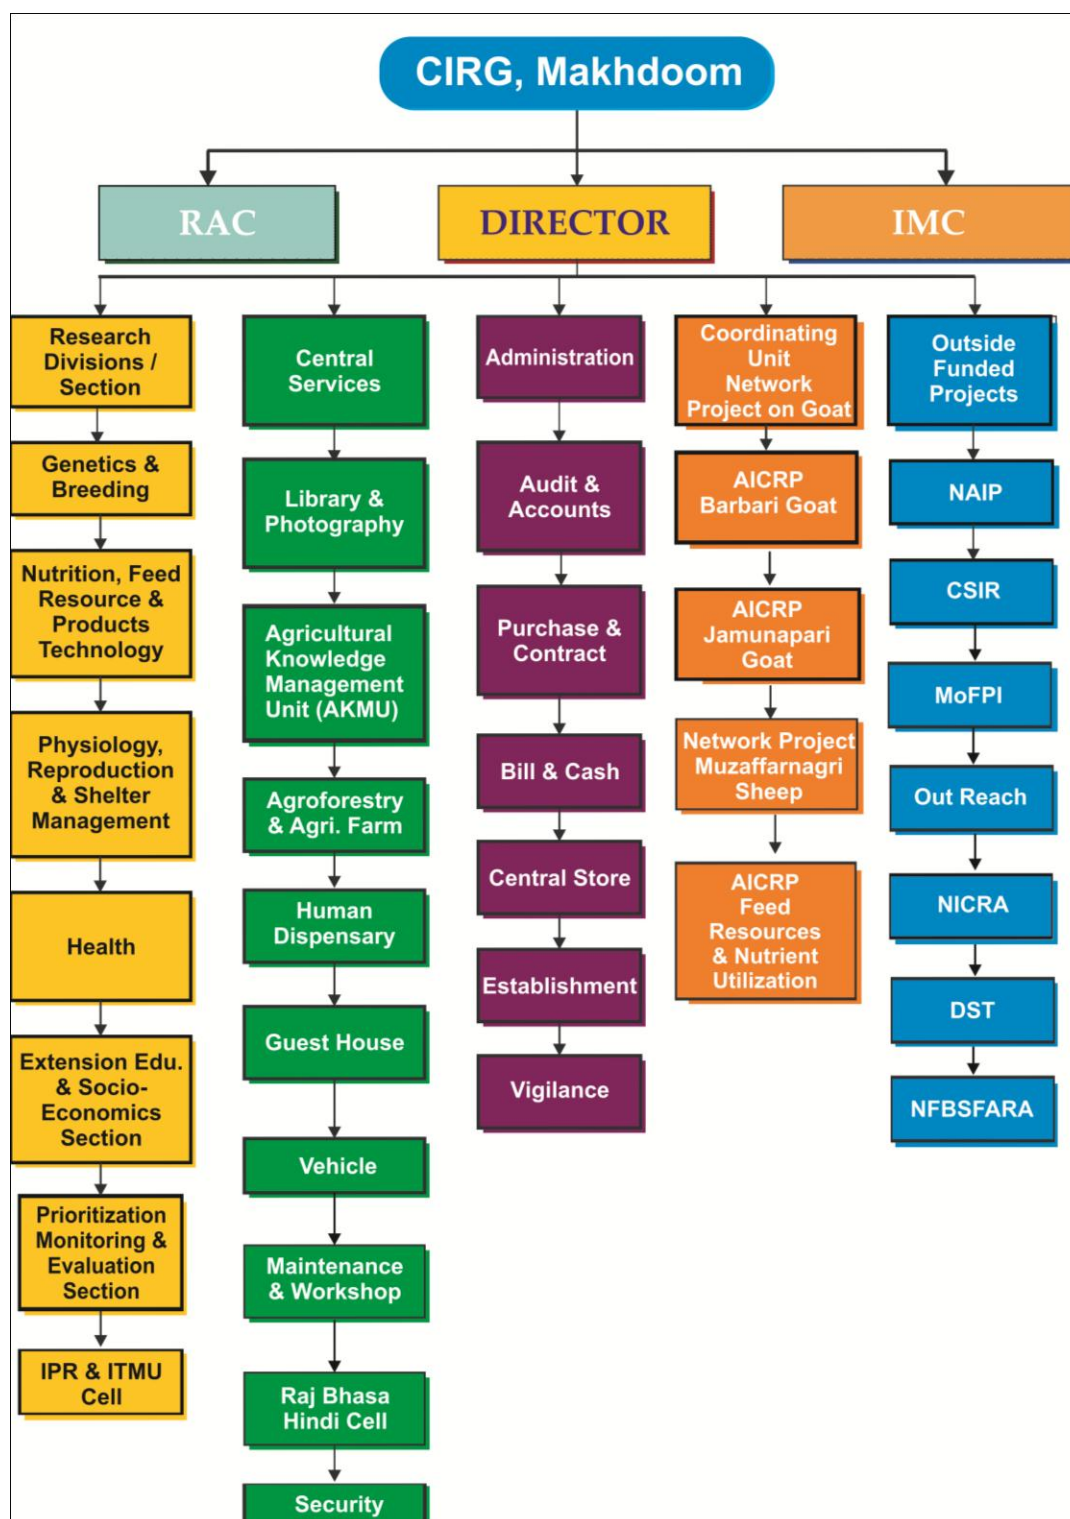 CIRG, Makhdoom
RAC
DIRECTOR
IMC
Research
Divisions /
Section
Genetics &
Breeding
Nutrition, Feed
Resource &
Products
Technology
Physiology,
Reproduction
& Shelter
Management
Health
Extension Edu.
& Socio-
Economics
Section
Prioritization
Monitoring &
Evaluation
Section
IPR & ITMU
Cell
Central
Services
Library &
Photography
Agricultural
Knowledge
Management
Unit (AKMU)
Agroforestry
& Agri. Farm
Human
Dispensary
Guest House
Vehicle
Maintenance
& Workshop
Raj Bhasa
Hindi Cell
Security
Administration
Audit &
Accounts
Purchase &
Contract
Bill & Cash
Central Store
Establishment
Vigilance
Coordinating
Unit
Network
Project on Goat
AICRP
Barbari Goat
AICRP
Jamunapari
Goat
Network Project
Muzaffarnagri
Sheep
AICRP
Feed
Resources
& Nutrient
Utilization
Outside
Funded
Projects
NAIP
CSIR
MoFPI
Out Reach
NICRA
DST
NFBSFARA